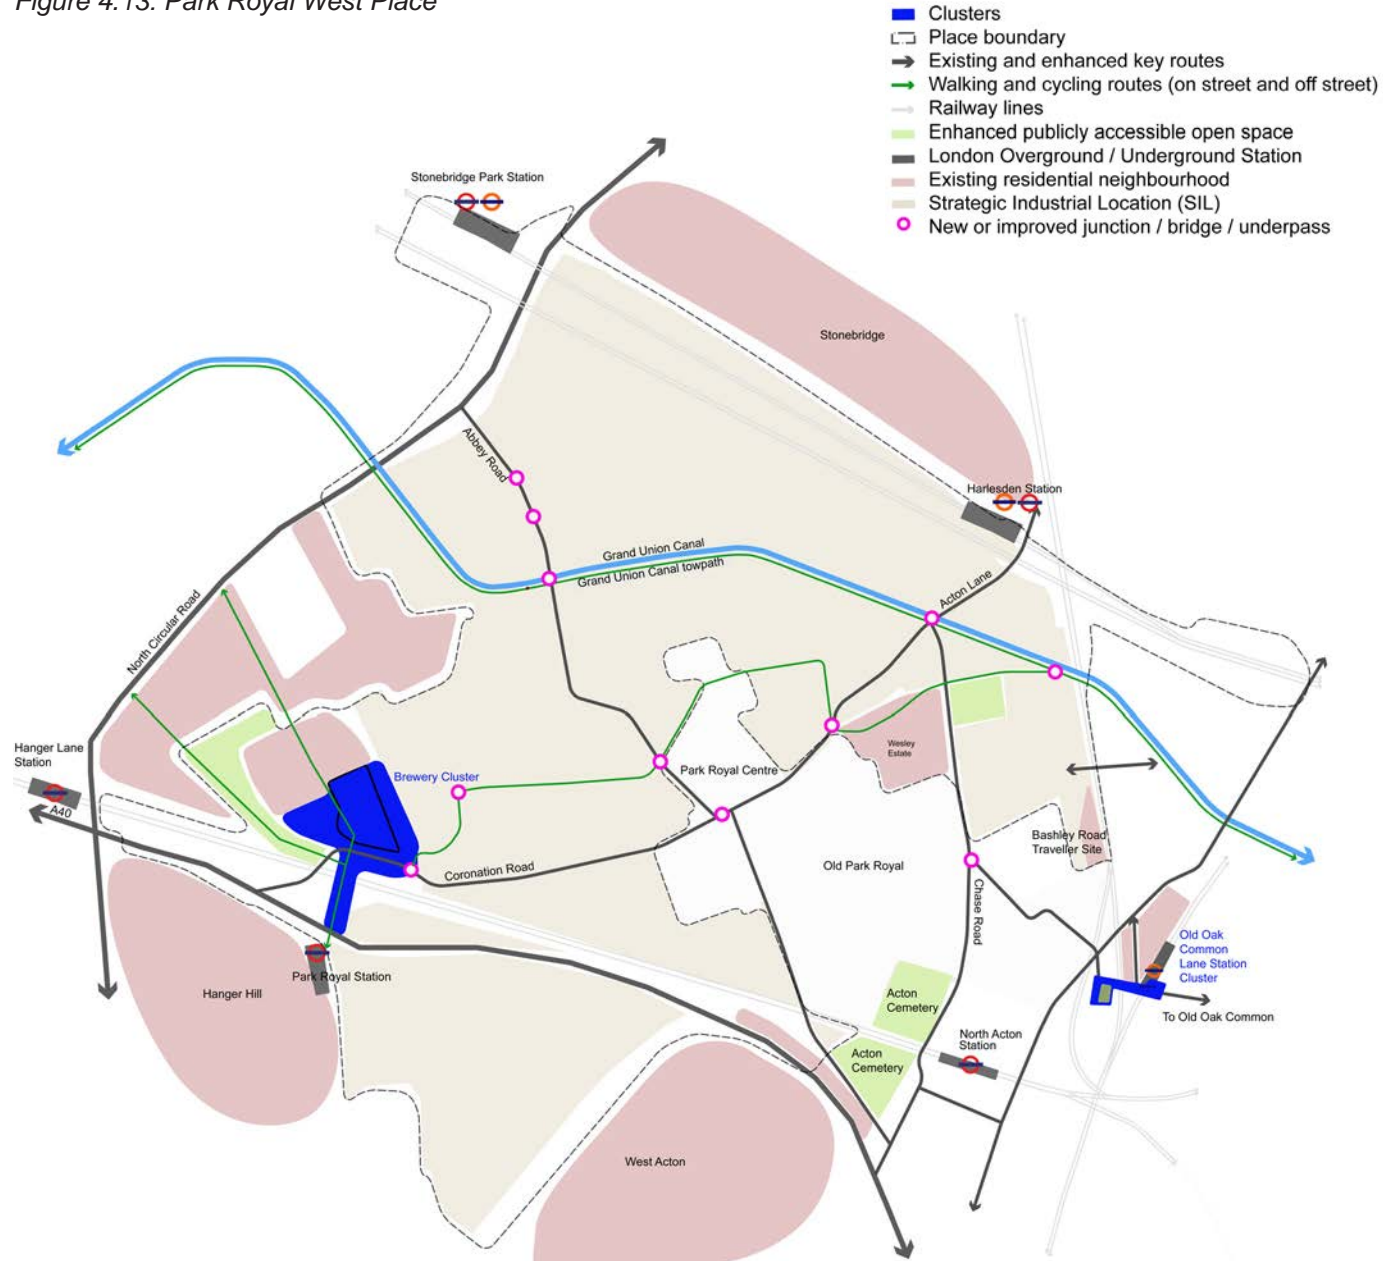 Figure 4.13: Park Royal West Place
Clusters
Place boundary
Existing and enhanced key routes
Walking and cycling routes (on street and off street)
Railway lines
Enhanced publicly accessible open space
London Overground / Underground Station
Existing residential neighbourhood
Strategic Industrial Location (SIL)
New or improved junction / bridge / underpass
Stonebridge Park Station
Stonebridge
Abbey Road
Harlesden Station
Grand Union Canal
Grand Union Canal towpath
Acton Lane
North Circular Road
Hanger Lane
Station
A40
Brewery Cluster
Park Royal Centre
Wesley
Estate
Coronation Road
Old Park Royal
Bashley Road
Traveller Site
Chase Road
Old Oak
Common
Lane Station
Cluster
To Old Oak Common
Park Royal Station
Hanger Hill
Acton
Cemetery
North Acton
Station
Acton
Cemetery
West Acton